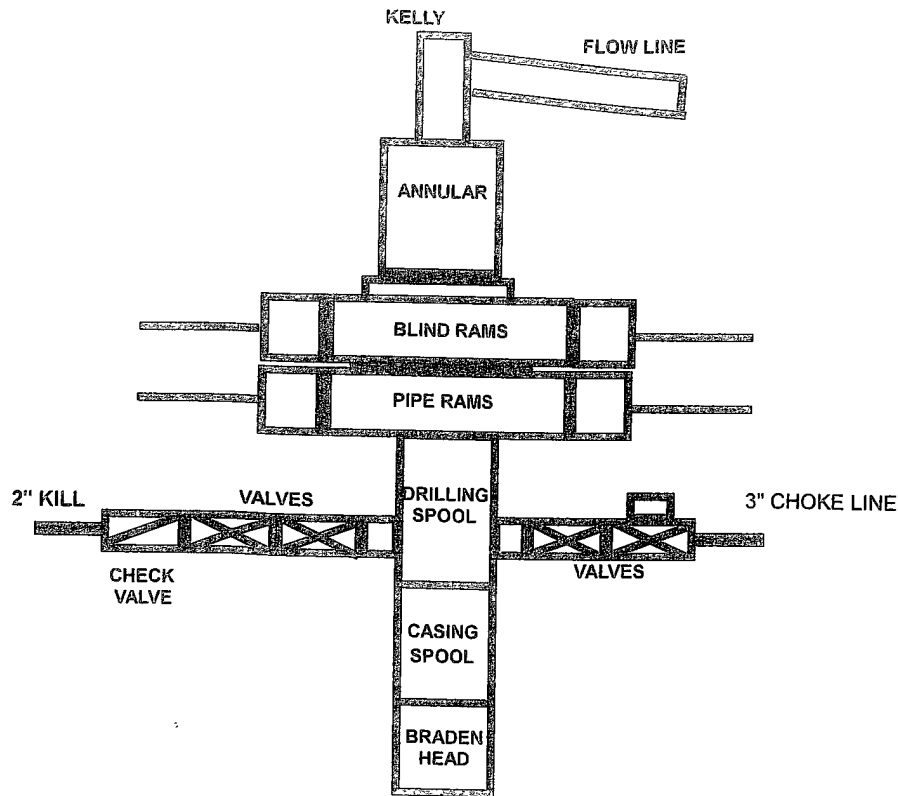 KELLY
FLOW LINE
ANNULAR
BLIND RAMS
PIPE RAMS
2" KILL
VALVES
DRILLING
SPOOL
3" CHOKE LINE
CHECK
VALVE
VALVES
CASING
SPOOL
BRADEN
HEAD